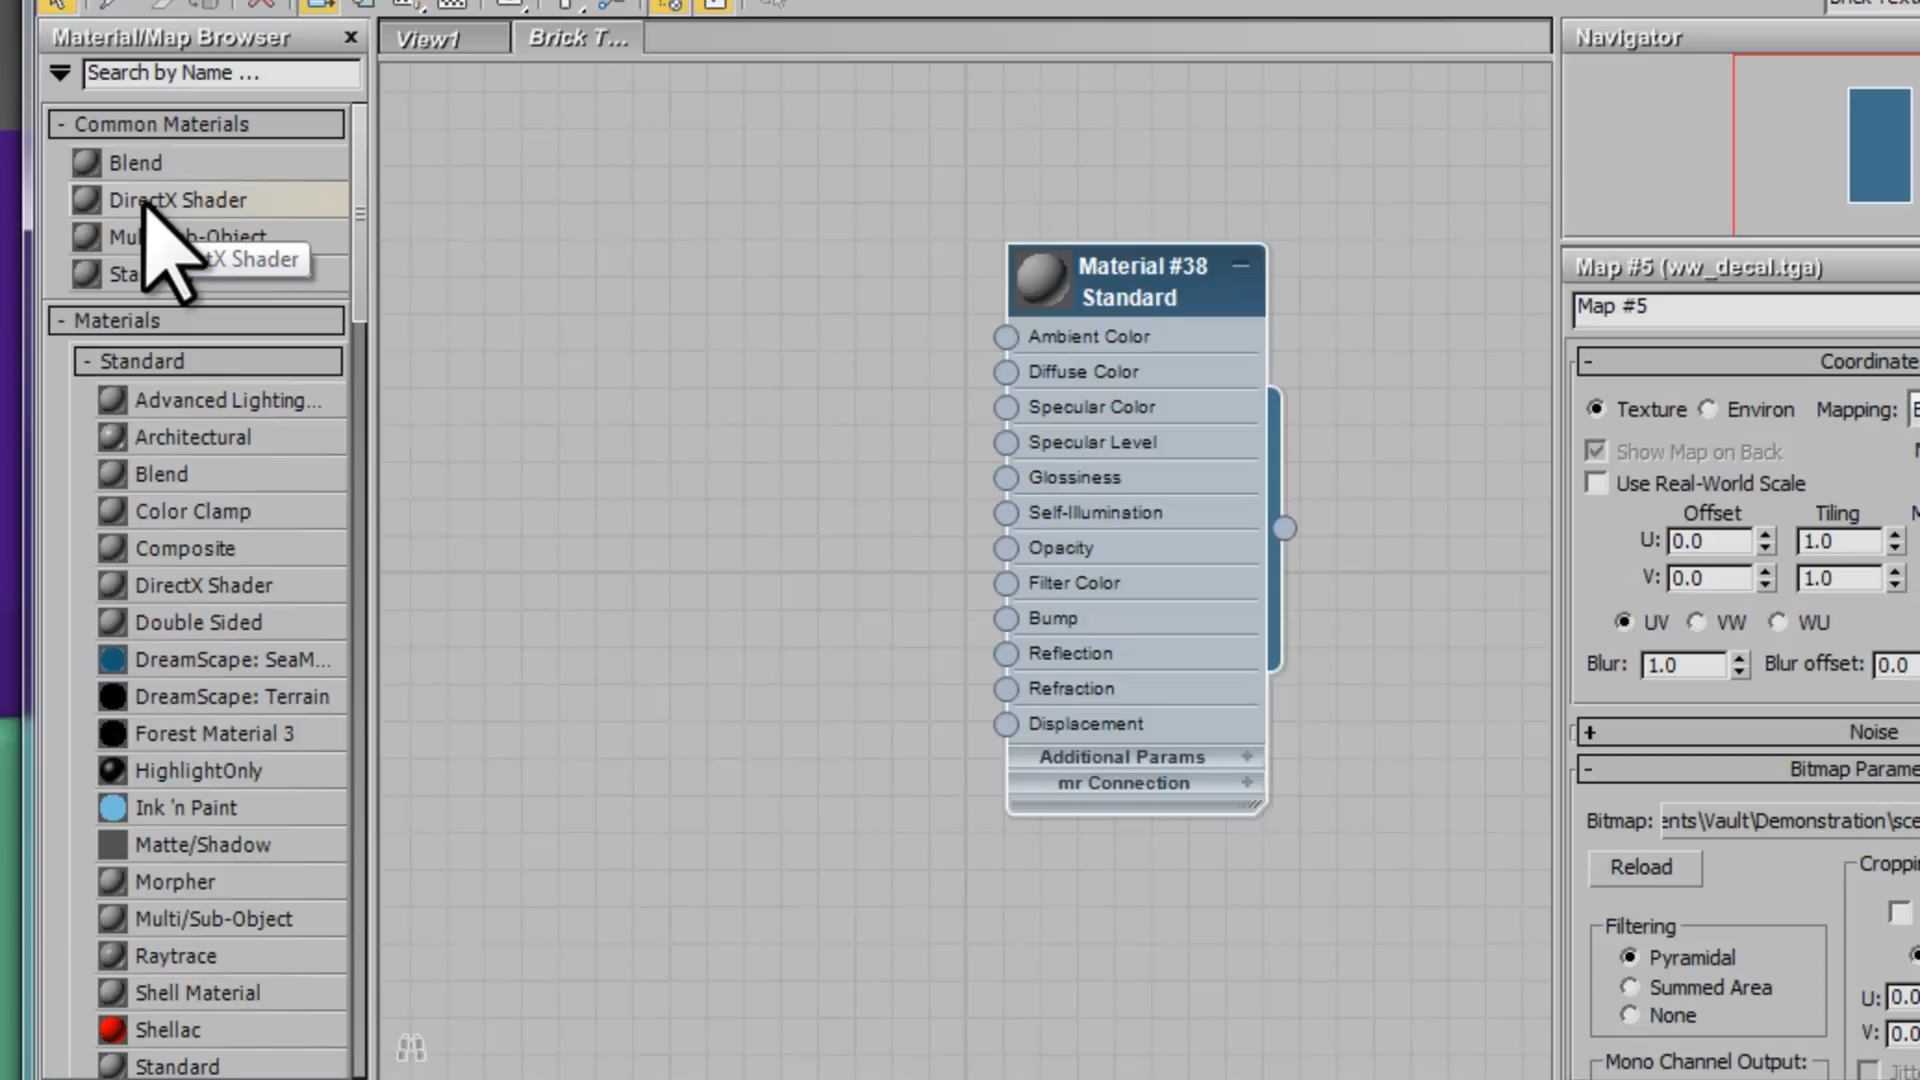 Material/Map Browser x
Search by Name ...
- Common Materials
Blend
DirectX Shader
DirectX Shader
- Materials
- Standard
Advanced Lighting...
Architectural
Blend
Color Clamp
Composite
DirectX Shader
Double Sided
DreamScape: SeaM...
DreamScape: Terrain
Forest Material 3
HighlightOnly
Ink 'n Paint
Matte/Shadow
Morpher
Multi/Sub-Object
Raytrace
Shell Material
Shellac
Standard
View1
Brick T...
Material #38
Standard
Ambient Color
Diffuse Color
Specular Color
Specular Level
Glossiness
Self-Illumination
Opacity
Filter Color
Bump
Reflection
Refraction
Displacement
Additional Params +
mr Connection +
Navigator
Map #5 (ww_decal.tga)
Map #5
- Coordinate
Texture Environ Mapping:
Show Map on Back
Use Real-World Scale
Offset Tiling
U: 0.0 1.0
V: 0.0 1.0
UV VW WU
Blur: 1.0 Blur offset: 0.0
+ Noise
- Bitmap Parame
Bitmap: ents\Vault\Demonstration\sce
Reload
Croppin
Filtering
Pyramidal
Summed Area
None
U: 0.0
V: 0.0
Mono Channel Output: